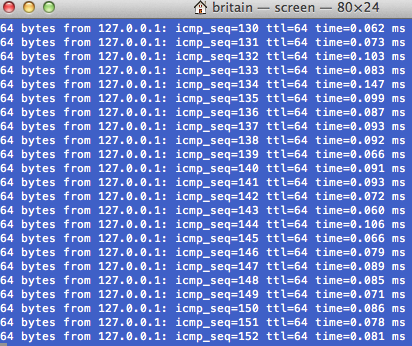 britain — screen — 80×24
64 bytes from 127.0.0.1: icmp_seq=130 ttl=64 time=0.062 ms
64 bytes from 127.0.0.1: icmp_seq=131 ttl=64 time=0.073 ms
64 bytes from 127.0.0.1: icmp_seq=132 ttl=64 time=0.103 ms
64 bytes from 127.0.0.1: icmp_seq=133 ttl=64 time=0.083 ms
64 bytes from 127.0.0.1: icmp_seq=134 ttl=64 time=0.147 ms
64 bytes from 127.0.0.1: icmp_seq=135 ttl=64 time=0.099 ms
64 bytes from 127.0.0.1: icmp_seq=136 ttl=64 time=0.087 ms
64 bytes from 127.0.0.1: icmp_seq=137 ttl=64 time=0.093 ms
64 bytes from 127.0.0.1: icmp_seq=138 ttl=64 time=0.092 ms
64 bytes from 127.0.0.1: icmp_seq=139 ttl=64 time=0.066 ms
64 bytes from 127.0.0.1: icmp_seq=140 ttl=64 time=0.091 ms
64 bytes from 127.0.0.1: icmp_seq=141 ttl=64 time=0.093 ms
64 bytes from 127.0.0.1: icmp_seq=142 ttl=64 time=0.072 ms
64 bytes from 127.0.0.1: icmp_seq=143 ttl=64 time=0.060 ms
64 bytes from 127.0.0.1: icmp_seq=144 ttl=64 time=0.106 ms
64 bytes from 127.0.0.1: icmp_seq=145 ttl=64 time=0.066 ms
64 bytes from 127.0.0.1: icmp_seq=146 ttl=64 time=0.079 ms
64 bytes from 127.0.0.1: icmp_seq=147 ttl=64 time=0.089 ms
64 bytes from 127.0.0.1: icmp_seq=148 ttl=64 time=0.085 ms
64 bytes from 127.0.0.1: icmp_seq=149 ttl=64 time=0.071 ms
64 bytes from 127.0.0.1: icmp_seq=150 ttl=64 time=0.086 ms
64 bytes from 127.0.0.1: icmp_seq=151 ttl=64 time=0.078 ms
64 bytes from 127.0.0.1: icmp_seq=152 ttl=64 time=0.081 ms